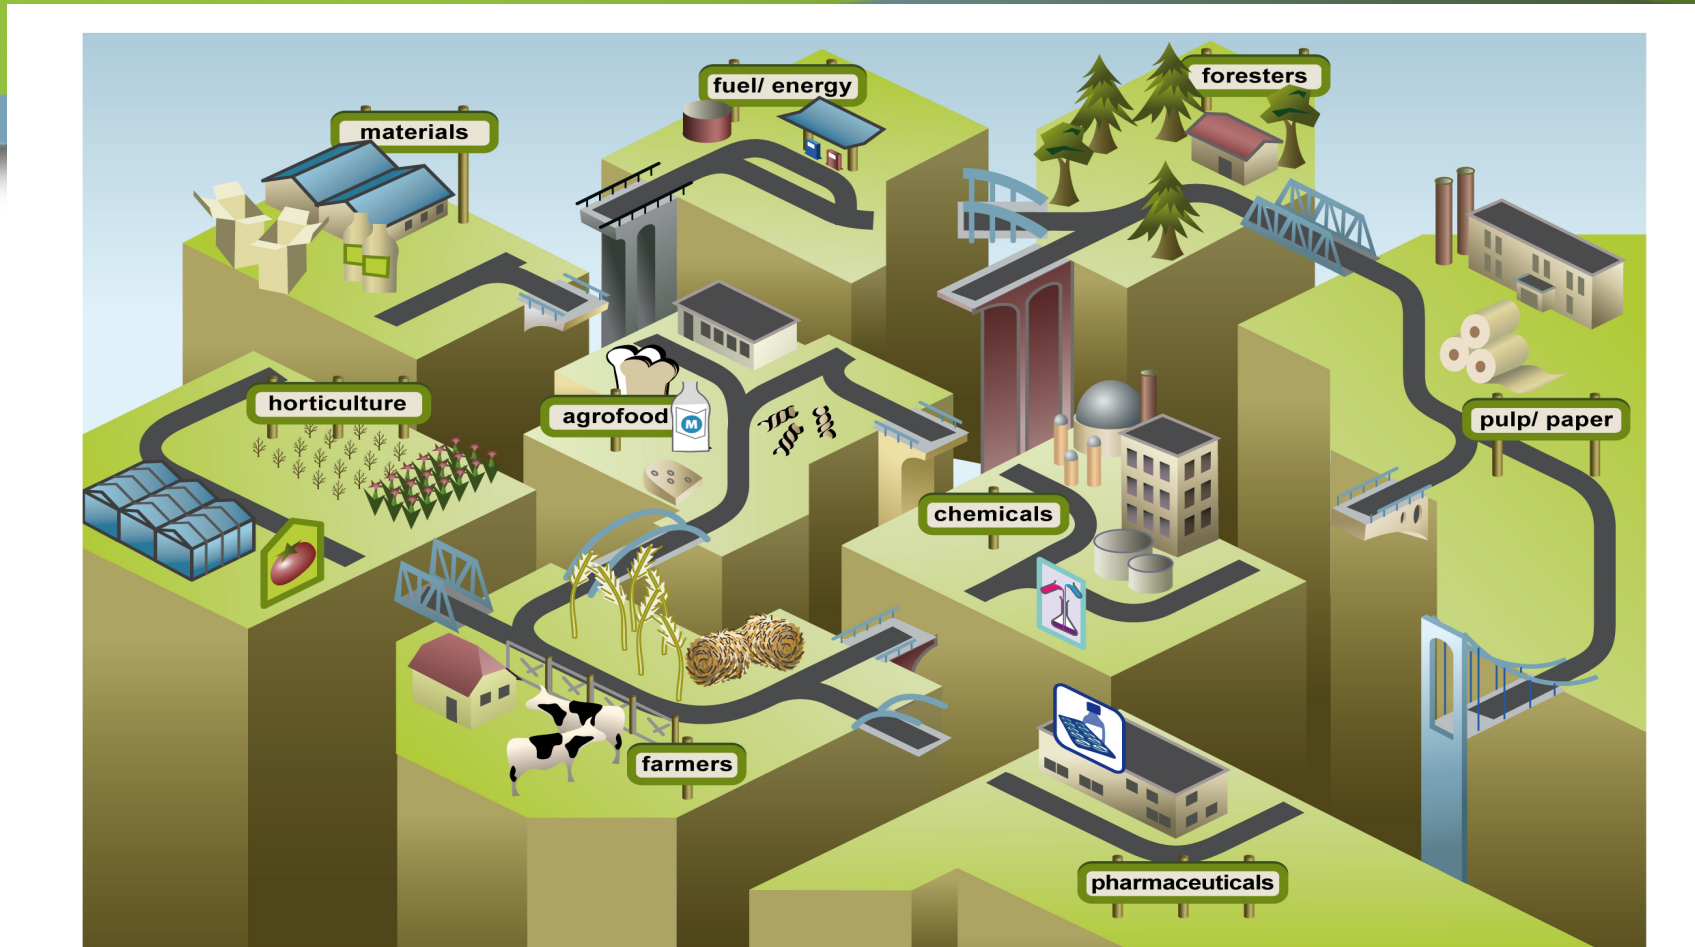 fuel/ energy
foresters
materials
horticulture
agrofood
M
pulp/ paper
chemicals
farmers
pharmaceuticals